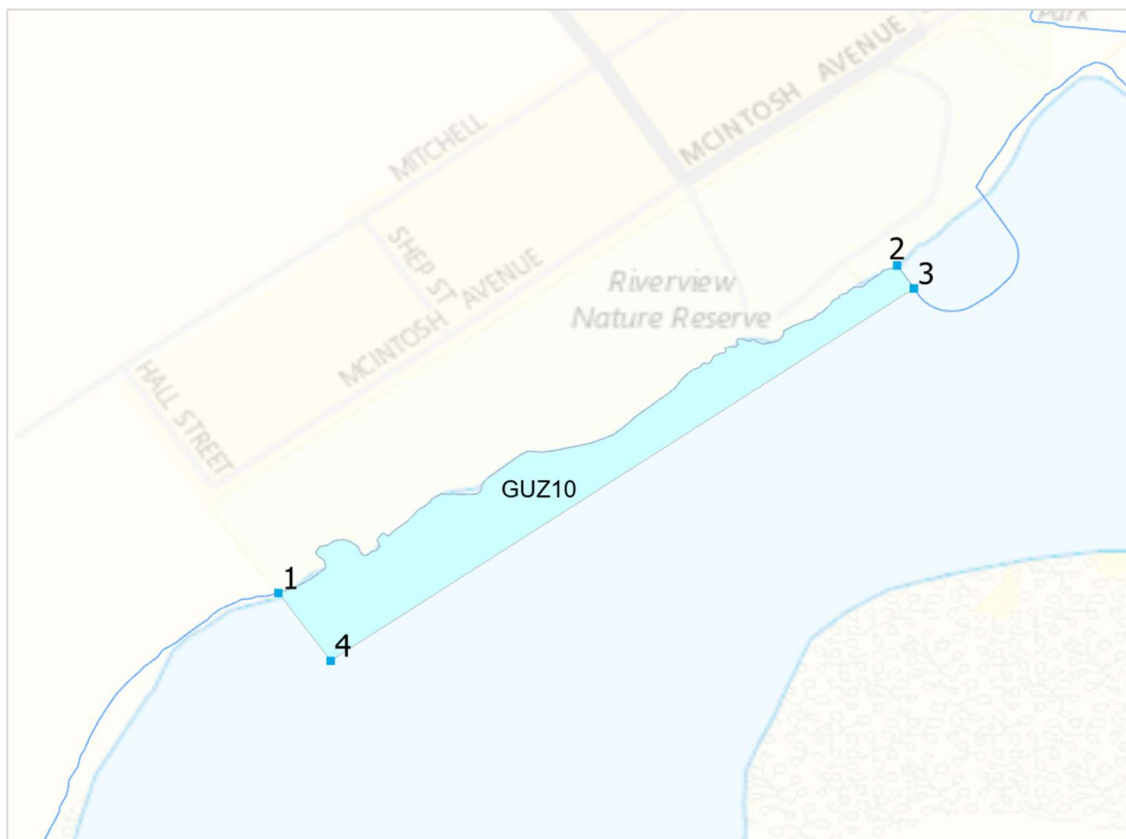 Park
MCINTOSH AVENUE
MITCHELL
SHEP ST
MCINTOSH AVENUE
2
3
Riverview
Nature Reserve
HALL STREET
GUZ10
1
4